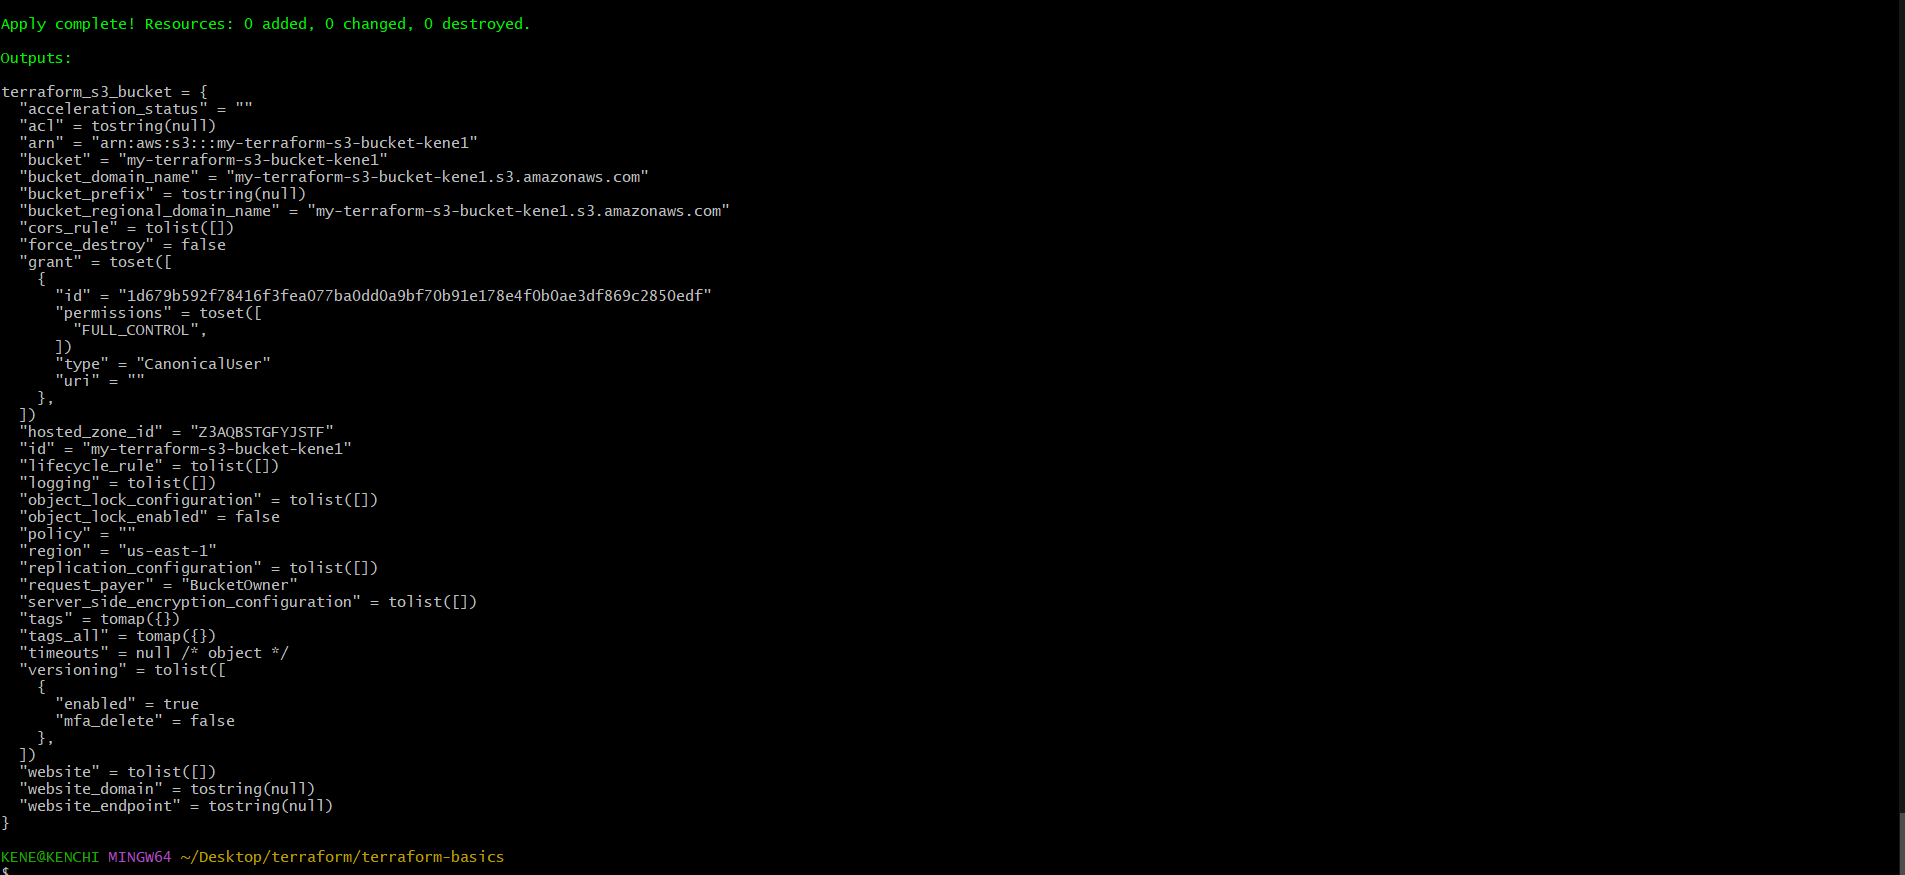 Apply complete! Resources: 0 added, 0 changed, 0 destroyed.
Outputs:
terraform_s3_bucket = {
  "acceleration_status" = ""
  "acl" = tostring(null)
  "arn" = "arn:aws:s3:::my-terraform-s3-bucket-kene1"
  "bucket" = "my-terraform-s3-bucket-kene1"
  "bucket_domain_name" = "my-terraform-s3-bucket-kene1.s3.amazonaws.com"
  "bucket_prefix" = tostring(null)
  "bucket_regional_domain_name" = "my-terraform-s3-bucket-kene1.s3.amazonaws.com"
  "cors_rule" = tolist([])
  "force_destroy" = false
  "grant" = toset([
    {
      "id" = "1d679b592f78416f3fea077ba0dd0a9bf70b91e178e4f0b0ae3df869c2850edf"
      "permissions" = toset([
        "FULL_CONTROL",
      ])
      "type" = "CanonicalUser"
      "uri" = ""
    },
  ])
  "hosted_zone_id" = "Z3AQBSTGFYJSTF"
  "id" = "my-terraform-s3-bucket-kene1"
  "lifecycle_rule" = tolist([])
  "logging" = tolist([])
  "object_lock_configuration" = tolist([])
  "object_lock_enabled" = false
  "policy" = ""
  "region" = "us-east-1"
  "replication_configuration" = tolist([])
  "request_payer" = "BucketOwner"
  "server_side_encryption_configuration" = tolist([])
  "tags" = tomap({})
  "tags_all" = tomap({})
  "timeouts" = null /* object */
  "versioning" = tolist([
    {
      "enabled" = true
      "mfa_delete" = false
    },
  ])
  "website" = tolist([])
  "website_domain" = tostring(null)
  "website_endpoint" = tostring(null)
}
KENE@KENCHI MINGW64 ~/Desktop/terraform/terraform-basics
$